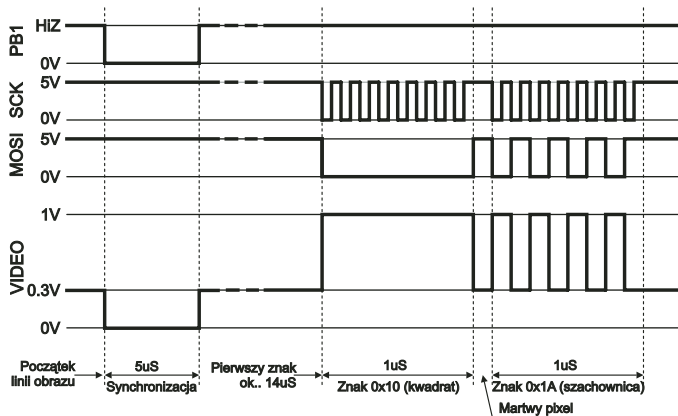 PB1
HiZ
0V
SCK
5V
0V
MOSI
5V
0V
VIDEO
1V
0.3V
0V
Początek
linii obrazu
5uS
Synchronizacja
Pierwszy znak
ok.. 14uS
1uS
Znak 0x10 (kwadrat)
1uS
Znak 0x1A (szachownica)
Martwy pixel